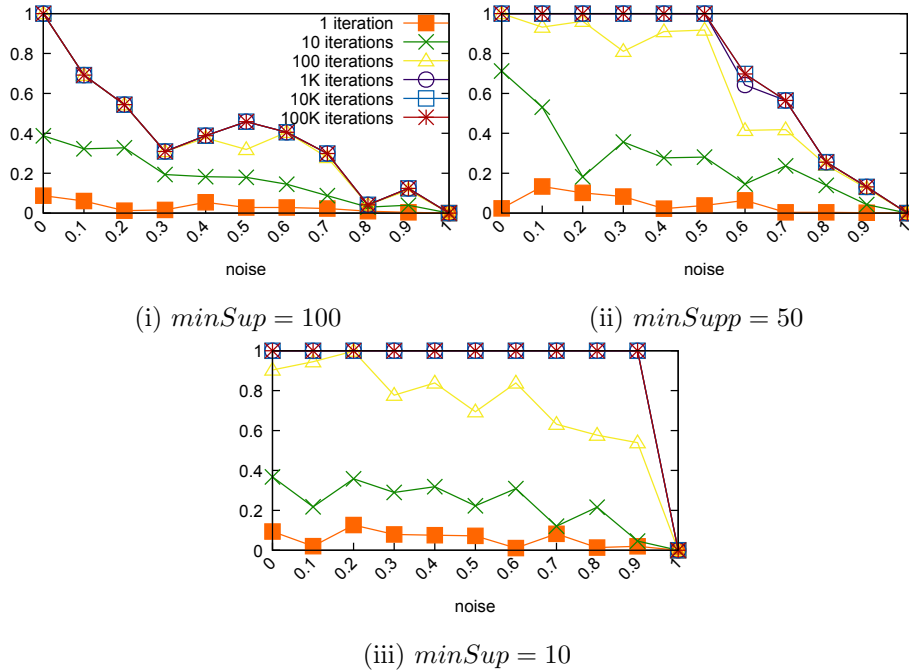 1
0.8
0.6
0.4
0.2
0
0 0.1 0.2 0.3 0.4 0.5 0.6 0.7 0.8 0.9 1
noise
1 iteration
10 iterations
100 iterations
1K iterations
10K iterations
100K iterations
(i) minSup = 100
1
0.8
0.6
0.4
0.2
0
0 0.1 0.2 0.3 0.4 0.5 0.6 0.7 0.8 0.9 1
noise
(ii) minSupp = 50
1
0.8
0.6
0.4
0.2
0
0 0.1 0.2 0.3 0.4 0.5 0.6 0.7 0.8 0.9 1
noise
(iii) minSup = 10